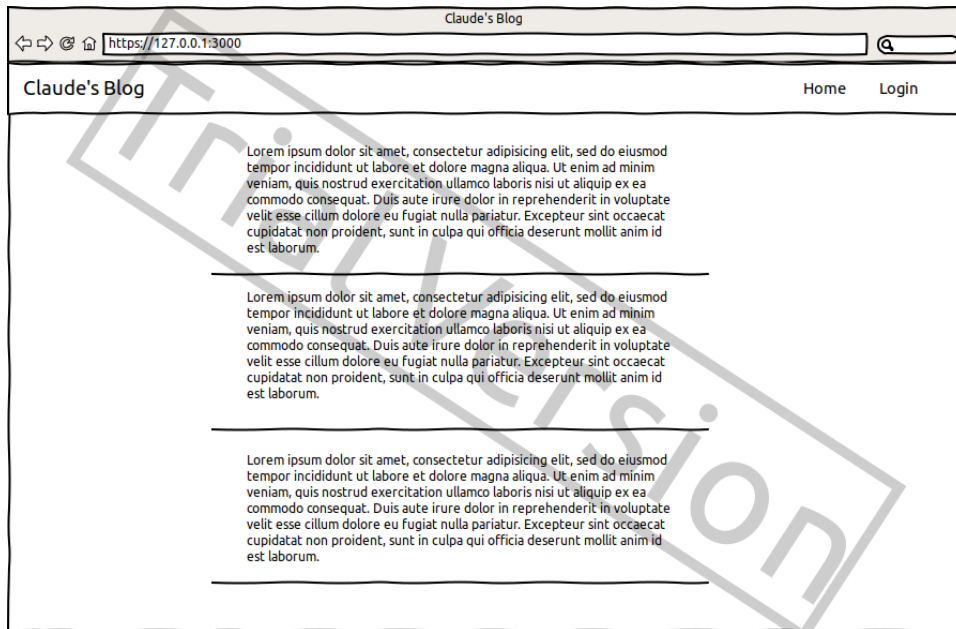 Claude's Blog
https://127.0.0.1:3000
Claude's Blog
Home
Login
Lorem ipsum dolor sit amet, consectetur adipisicing elit, sed do eiusmod
tempor incididunt ut labore et dolore magna aliqua. Ut enim ad minim
veniam, quis nostrud exercitation ullamco laboris nisi ut aliquip ex ea
commodo consequat. Duis aute irure dolor in reprehenderit in voluptate
velit esse cillum dolore eu fugiat nulla pariatur. Excepteur sint occaecat
cupidatat non proident, sunt in culpa qui officia deserunt mollit anim id
est laborum.
Lorem ipsum dolor sit amet, consectetur adipisicing elit, sed do eiusmod
tempor incididunt ut labore et dolore magna aliqua. Ut enim ad minim
veniam, quis nostrud exercitation ullamco laboris nisi ut aliquip ex ea
commodo consequat. Duis aute irure dolor in reprehenderit in voluptate
velit esse cillum dolore eu fugiat nulla pariatur. Excepteur sint occaecat
cupidatat non proident, sunt in culpa qui officia deserunt mollit anim id
est laborum.
Lorem ipsum dolor sit amet, consectetur adipisicing elit, sed do eiusmod
tempor incididunt ut labore et dolore magna aliqua. Ut enim ad minim
veniam, quis nostrud exercitation ullamco laboris nisi ut aliquip ex ea
commodo consequat. Duis aute irure dolor in reprehenderit in voluptate
velit esse cillum dolore eu fugiat nulla pariatur. Excepteur sint occaecat
cupidatat non proident, sunt in culpa qui officia deserunt mollit anim id
est laborum.
Trial Version